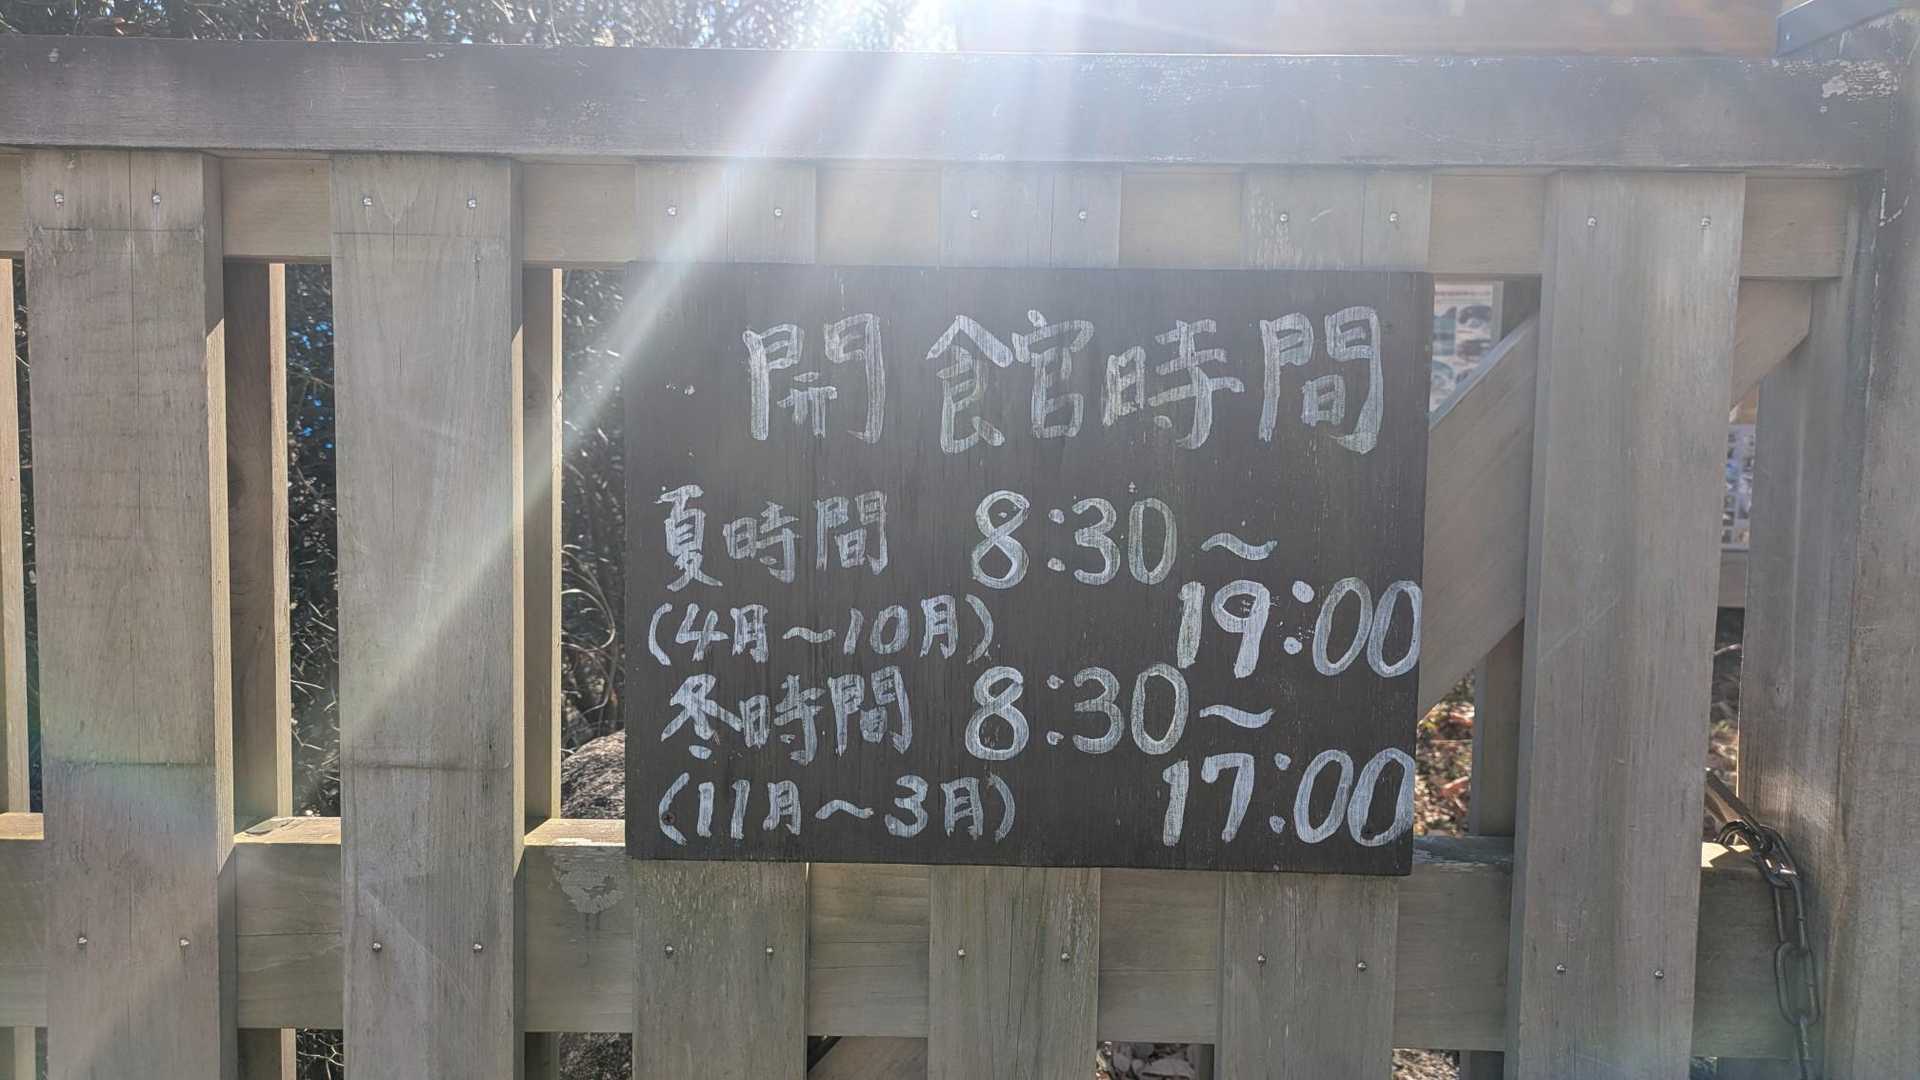 開館時間
夏時間 8:30～
(4月～10月) 19:00
冬時間 8:30～
(11月～3月) 17:00